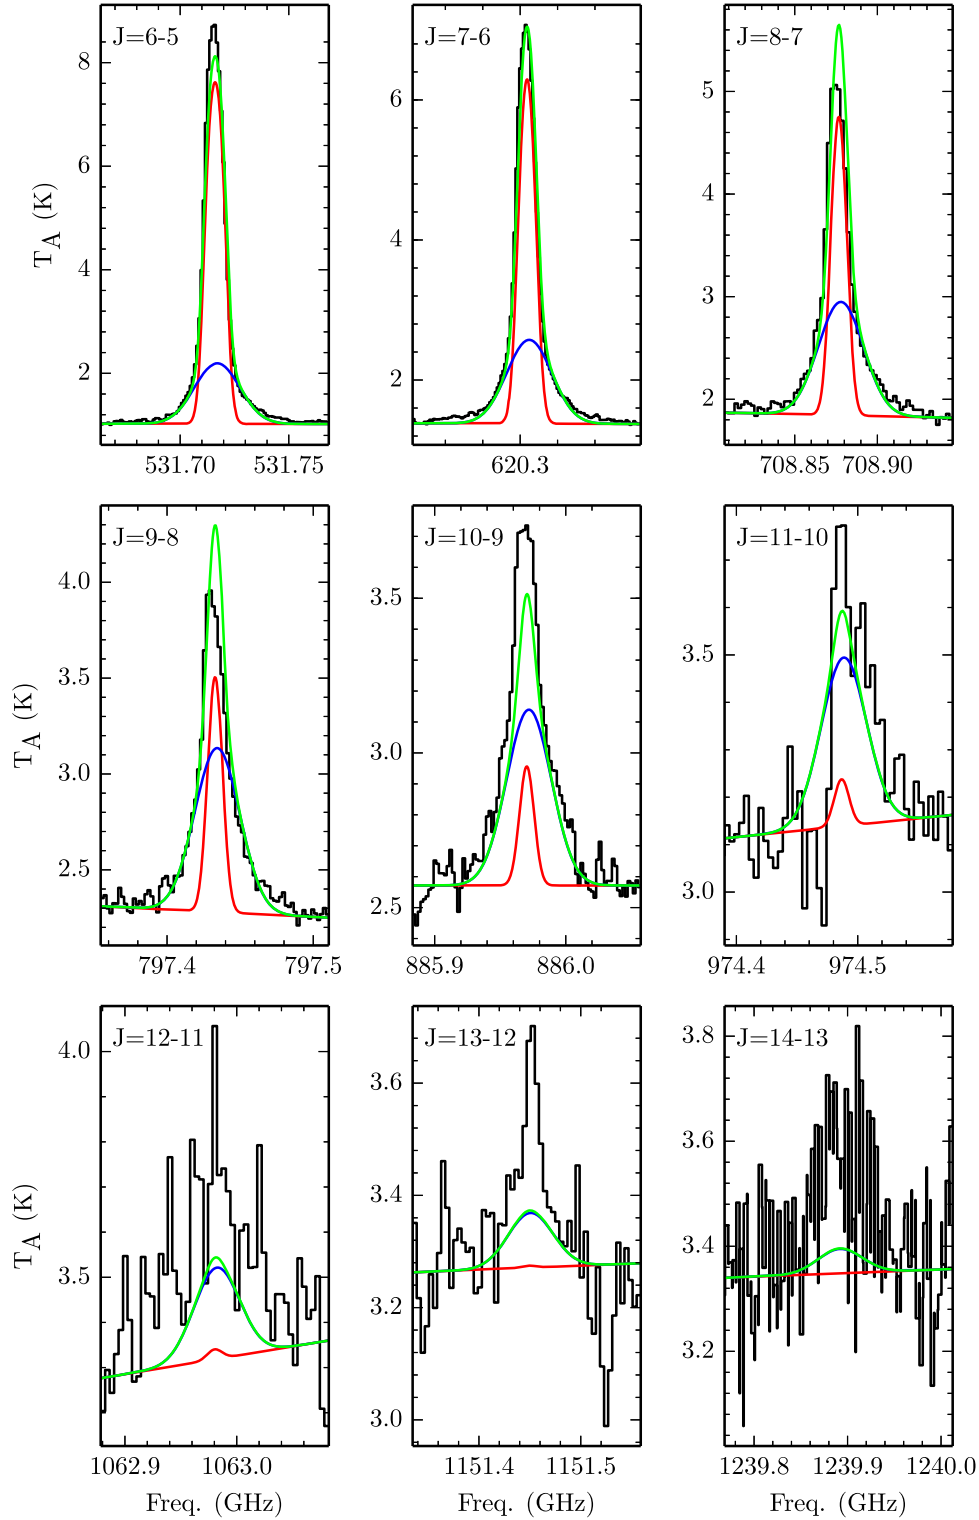 J=6-5
J=7-6
J=8-7
T_A (K)
8
6
4
2
6
4
2
5
4
3
2
531.70 531.75
620.3
708.85 708.90
J=9-8
J=10-9
J=11-10
T_A (K)
4.0
3.5
3.0
2.5
3.5
3.0
2.5
3.5
3.0
797.4 797.5
885.9 886.0
974.4 974.5
J=12-11
J=13-12
J=14-13
T_A (K)
4.0
3.5
3.6
3.4
3.2
3.0
3.8
3.6
3.4
3.2
1062.9 1063.0
1151.4 1151.5
1239.8 1239.9 1240.0
Freq. (GHz)
Freq. (GHz)
Freq. (GHz)